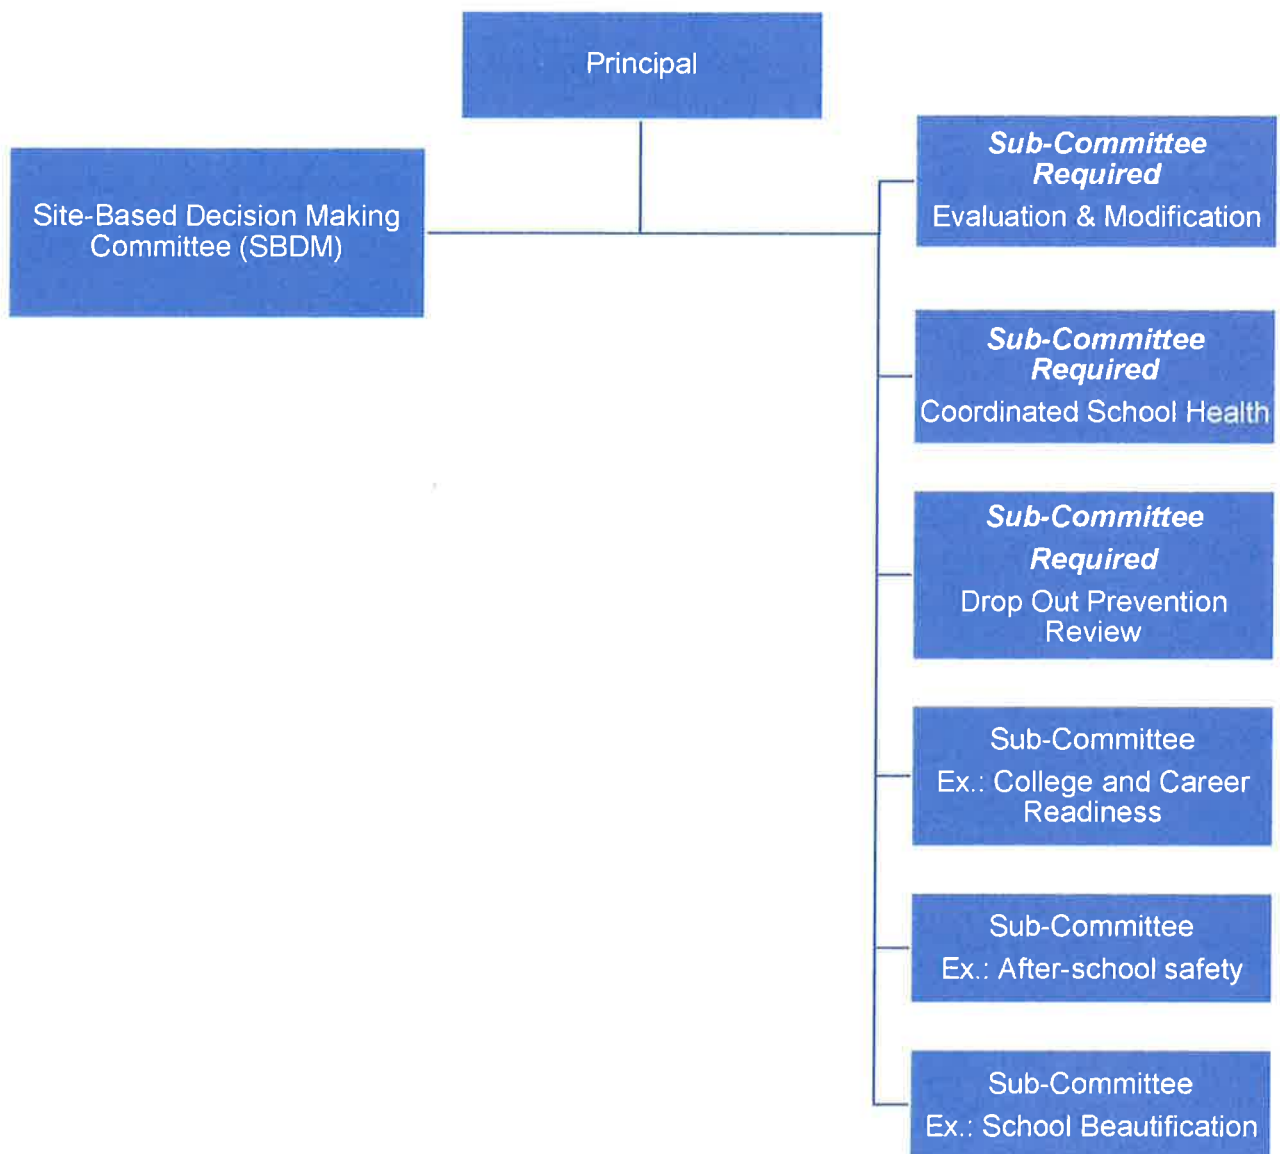 Principal
Site-Based Decision Making
Committee (SBDM)
Sub-Committee
Required
Evaluation & Modification
Sub-Committee
Required
Coordinated School Health
Sub-Committee
Required
Drop Out Prevention
Review
Sub-Committee
Ex.: College and Career
Readiness
Sub-Committee
Ex.: After-school safety
Sub-Committee
Ex.: School Beautification